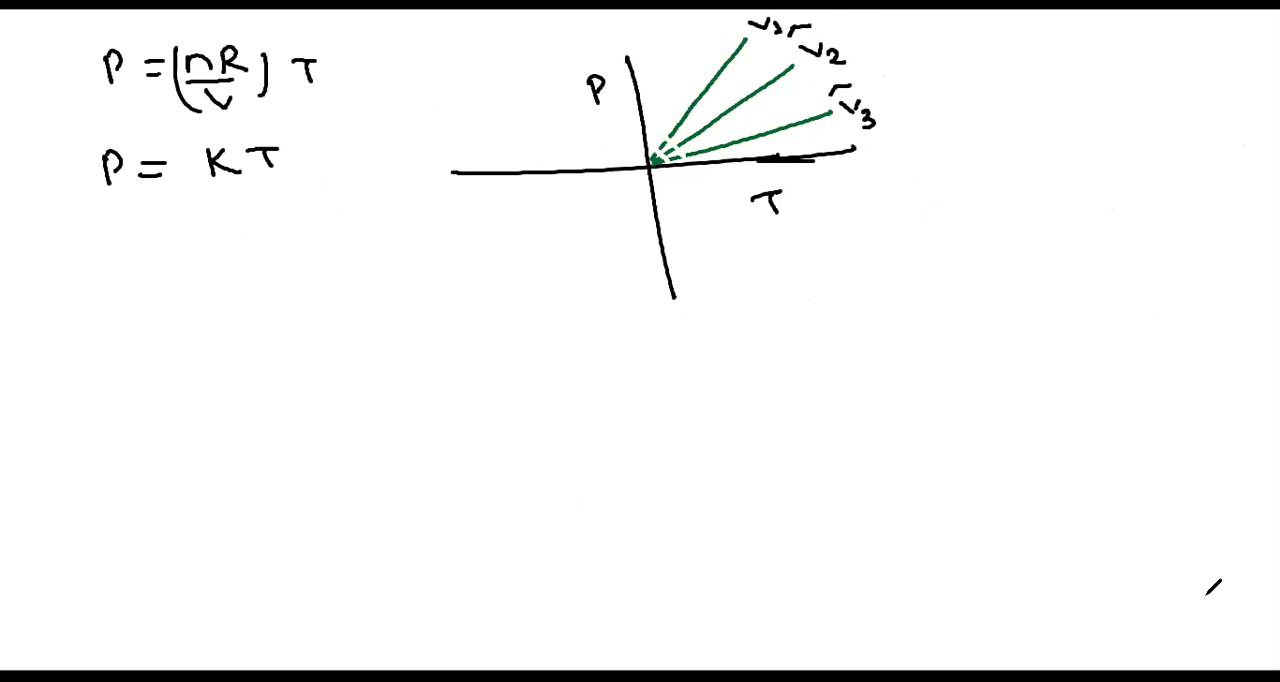 P = (nR/V) T
P = K T
P
V1
V2
V3
T